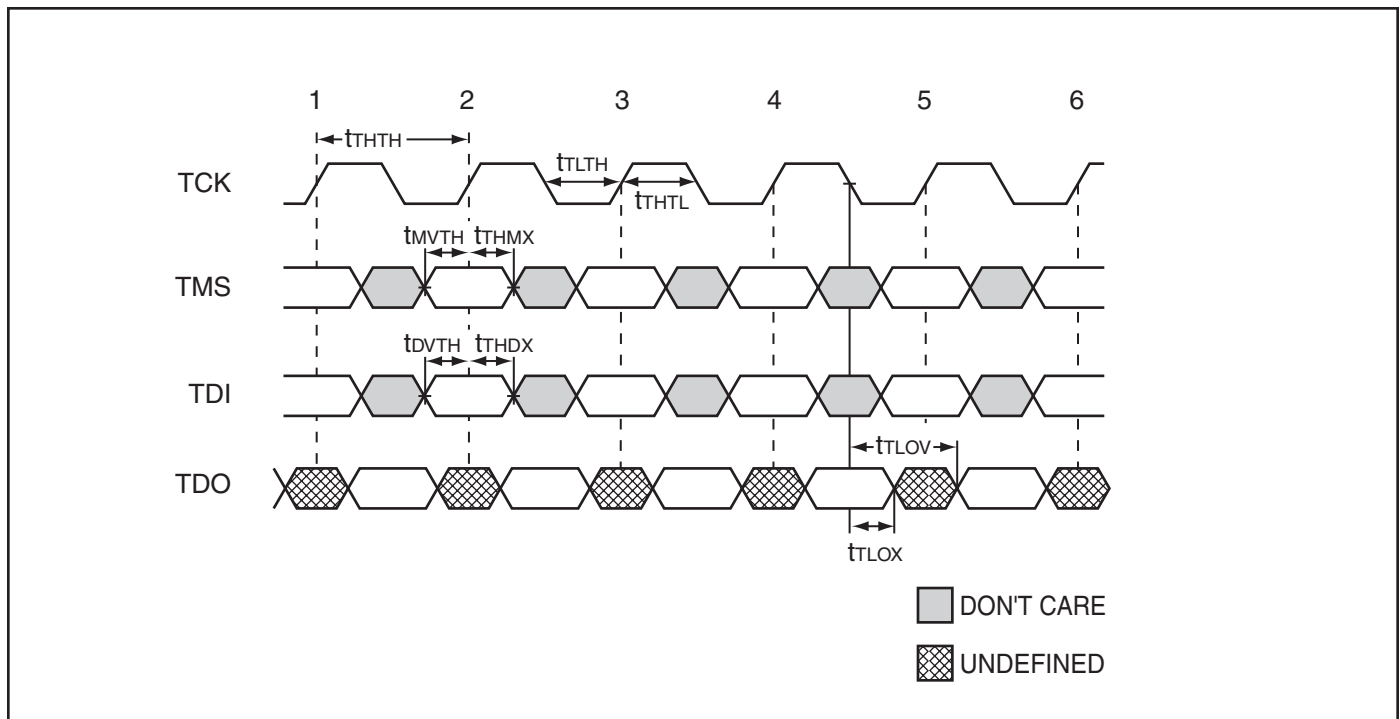 1 2 3 4 5 6
tTHTH
tTLTH
TCK
tTHTL
tMVTH tTHMX
TMS
tDVTH tTHDX
TDI
tTLOV
TDO
tTLOX
DON'T CARE
UNDEFINED